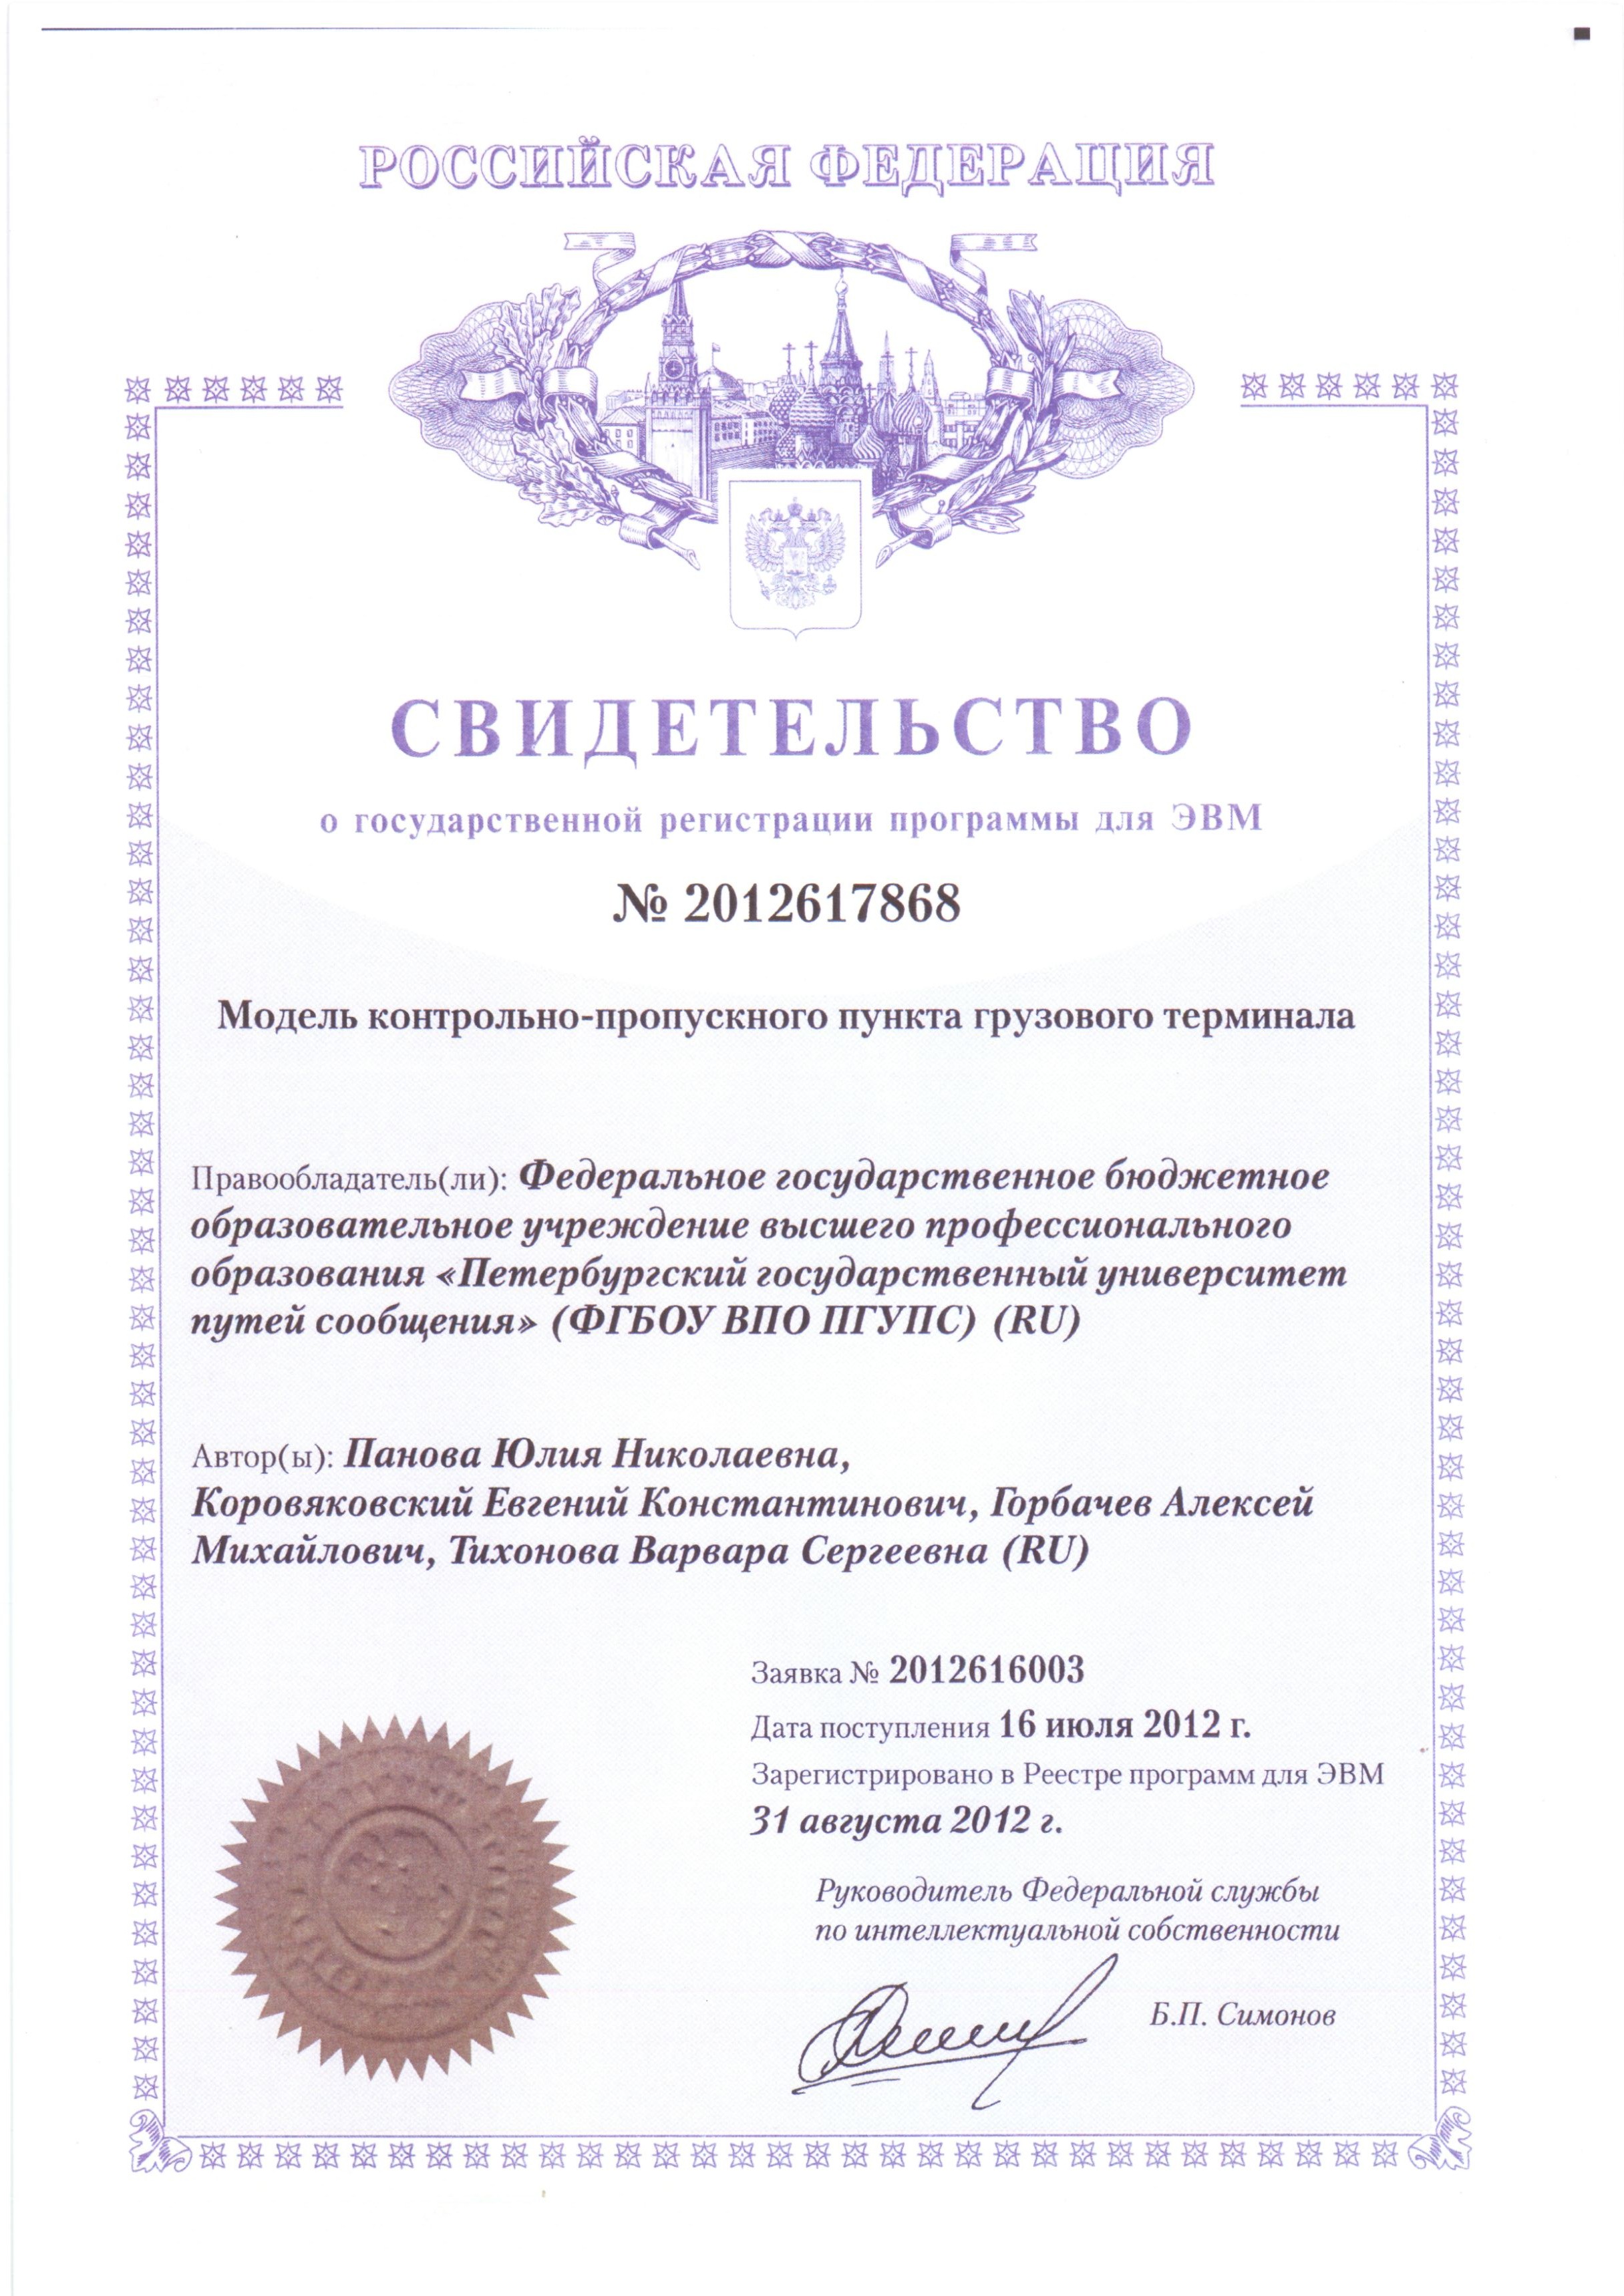 РОССИЙСКАЯ ФЕДЕРАЦИЯ
СВИДЕТЕЛЬСТВО
о государственной регистрации программы для ЭВМ
№ 2012617868
Модель контрольно-пропускного пункта грузового терминала
Правообладатель(ли): Федеральное государственное бюджетное
образовательное учреждение высшего профессионального
образования «Петербургский государственный университет
путей сообщения» (ФГБОУ ВПО ПГУПС) (RU)
Автор(ы): Панова Юлия Николаевна,
Коровяковский Евгений Константинович, Горбачев Алексей
Михайлович, Тихонова Варвара Сергеевна (RU)
Заявка № 2012616003
Дата поступления 16 июля 2012 г.
Зарегистрировано в Реестре программ для ЭВМ
31 августа 2012 г.
Руководитель Федеральной службы
по интеллектуальной собственности
Б.П. Симонов